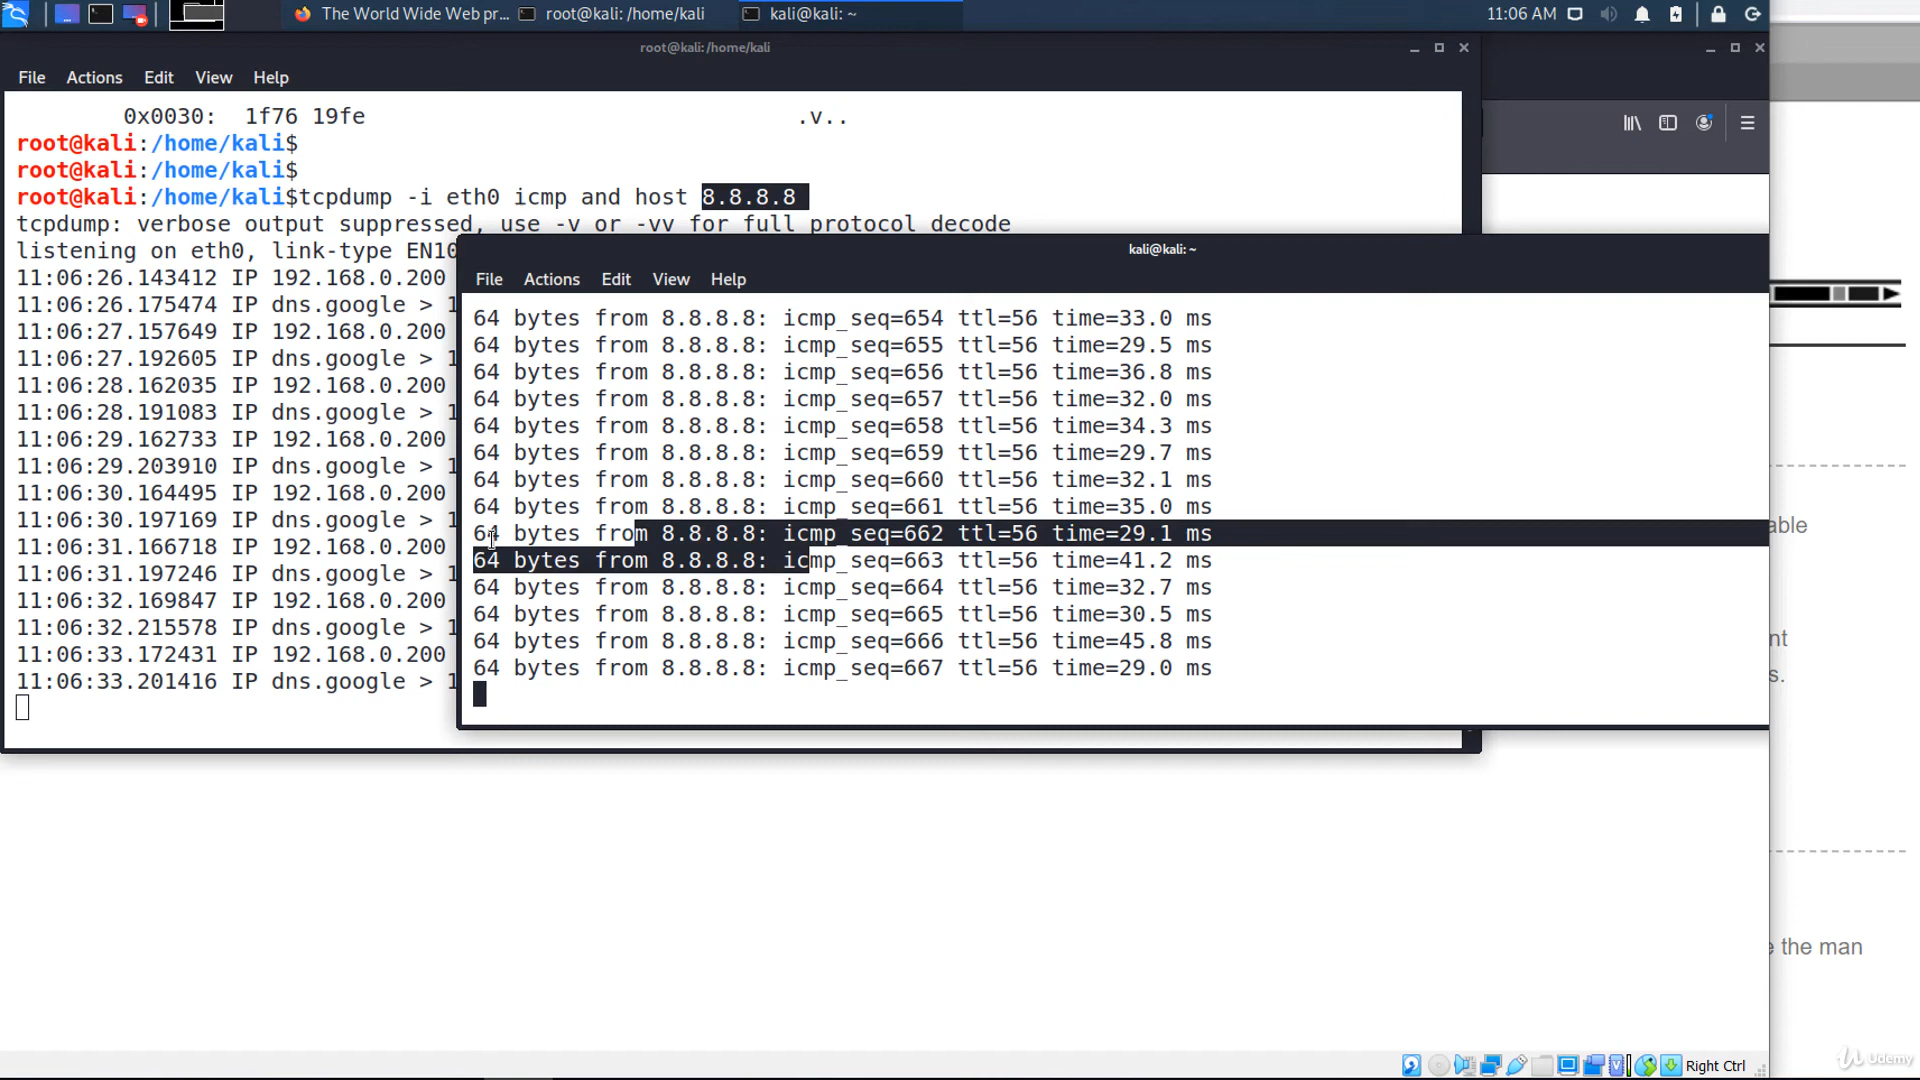 The World Wide Web pr...
root@kali: /home/kali
kali@kali: ~
11:06 AM
root@kali: /home/kali
File Actions Edit View Help
0x0030: 1f76 19fe .v..
root@kali:/home/kali$
root@kali:/home/kali$
root@kali:/home/kali$tcpdump -i eth0 icmp and host 8.8.8.8
tcpdump: verbose output suppressed, use -v or -vv for full protocol decode
listening on eth0, link-type EN10
11:06:26.143412 IP 192.168.0.200
11:06:26.175474 IP dns.google > 1
11:06:27.157649 IP 192.168.0.200
11:06:27.192605 IP dns.google > 1
11:06:28.162035 IP 192.168.0.200
11:06:28.191083 IP dns.google > 1
11:06:29.162733 IP 192.168.0.200
11:06:29.203910 IP dns.google > 1
11:06:30.164495 IP 192.168.0.200
11:06:30.197169 IP dns.google > 1
11:06:31.166718 IP 192.168.0.200
11:06:31.197246 IP dns.google > 1
11:06:32.169847 IP 192.168.0.200
11:06:32.215578 IP dns.google > 1
11:06:33.172431 IP 192.168.0.200
11:06:33.201416 IP dns.google > 1
kali@kali: ~
File Actions Edit View Help
64 bytes from 8.8.8.8: icmp_seq=654 ttl=56 time=33.0 ms
64 bytes from 8.8.8.8: icmp_seq=655 ttl=56 time=29.5 ms
64 bytes from 8.8.8.8: icmp_seq=656 ttl=56 time=36.8 ms
64 bytes from 8.8.8.8: icmp_seq=657 ttl=56 time=32.0 ms
64 bytes from 8.8.8.8: icmp_seq=658 ttl=56 time=34.3 ms
64 bytes from 8.8.8.8: icmp_seq=659 ttl=56 time=29.7 ms
64 bytes from 8.8.8.8: icmp_seq=660 ttl=56 time=32.1 ms
64 bytes from 8.8.8.8: icmp_seq=661 ttl=56 time=35.0 ms
64 bytes from 8.8.8.8: icmp_seq=662 ttl=56 time=29.1 ms
64 bytes from 8.8.8.8: icmp_seq=663 ttl=56 time=41.2 ms
64 bytes from 8.8.8.8: icmp_seq=664 ttl=56 time=32.7 ms
64 bytes from 8.8.8.8: icmp_seq=665 ttl=56 time=30.5 ms
64 bytes from 8.8.8.8: icmp_seq=666 ttl=56 time=45.8 ms
64 bytes from 8.8.8.8: icmp_seq=667 ttl=56 time=29.0 ms
able
nt
s.
e the man
Right Ctrl
Udemy